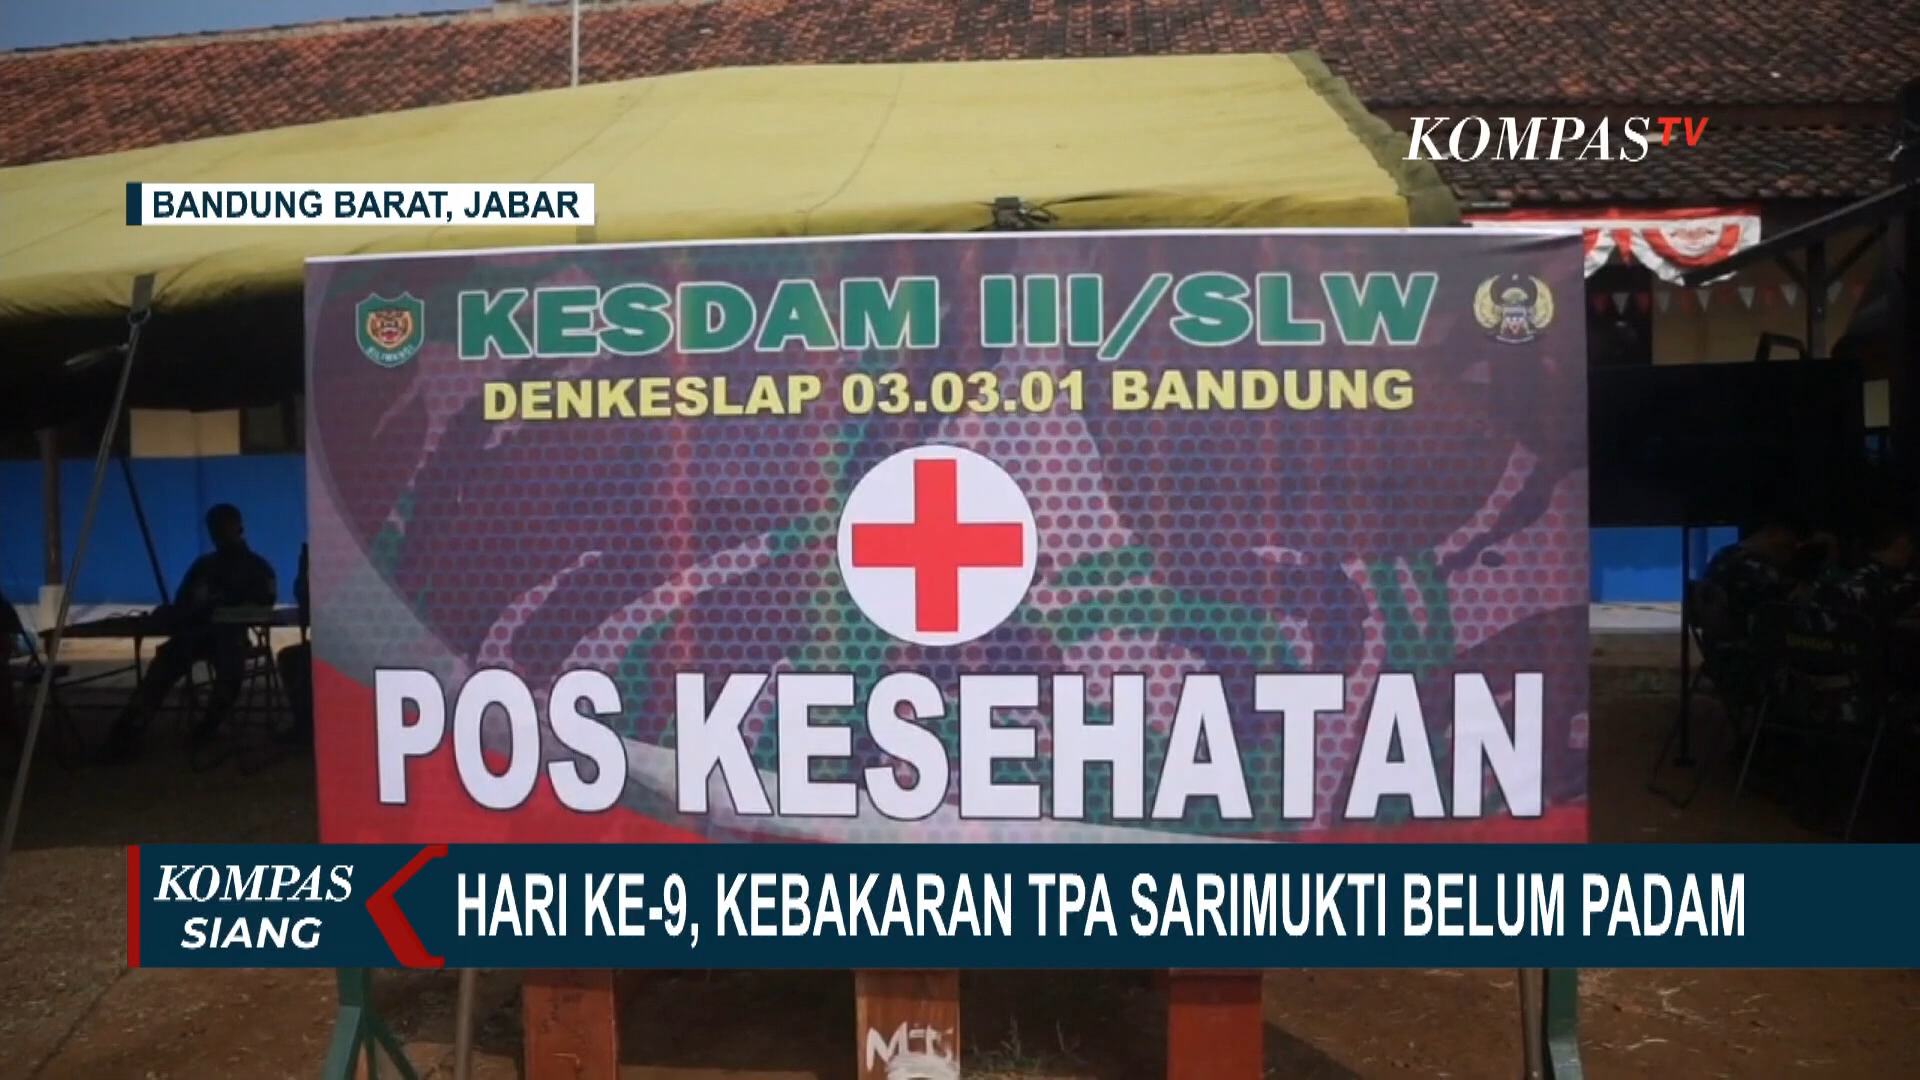 KOMPASTV
BANDUNG BARAT, JABAR
KESDAM III/SLW
SILIWANGI
DENKESLAP 03.03.01 BANDUNG
POS KESEHATAN
KOMPAS
SIANG
HARI KE-9, KEBAKARAN TPA SARIMUKTI BELUM PADAM